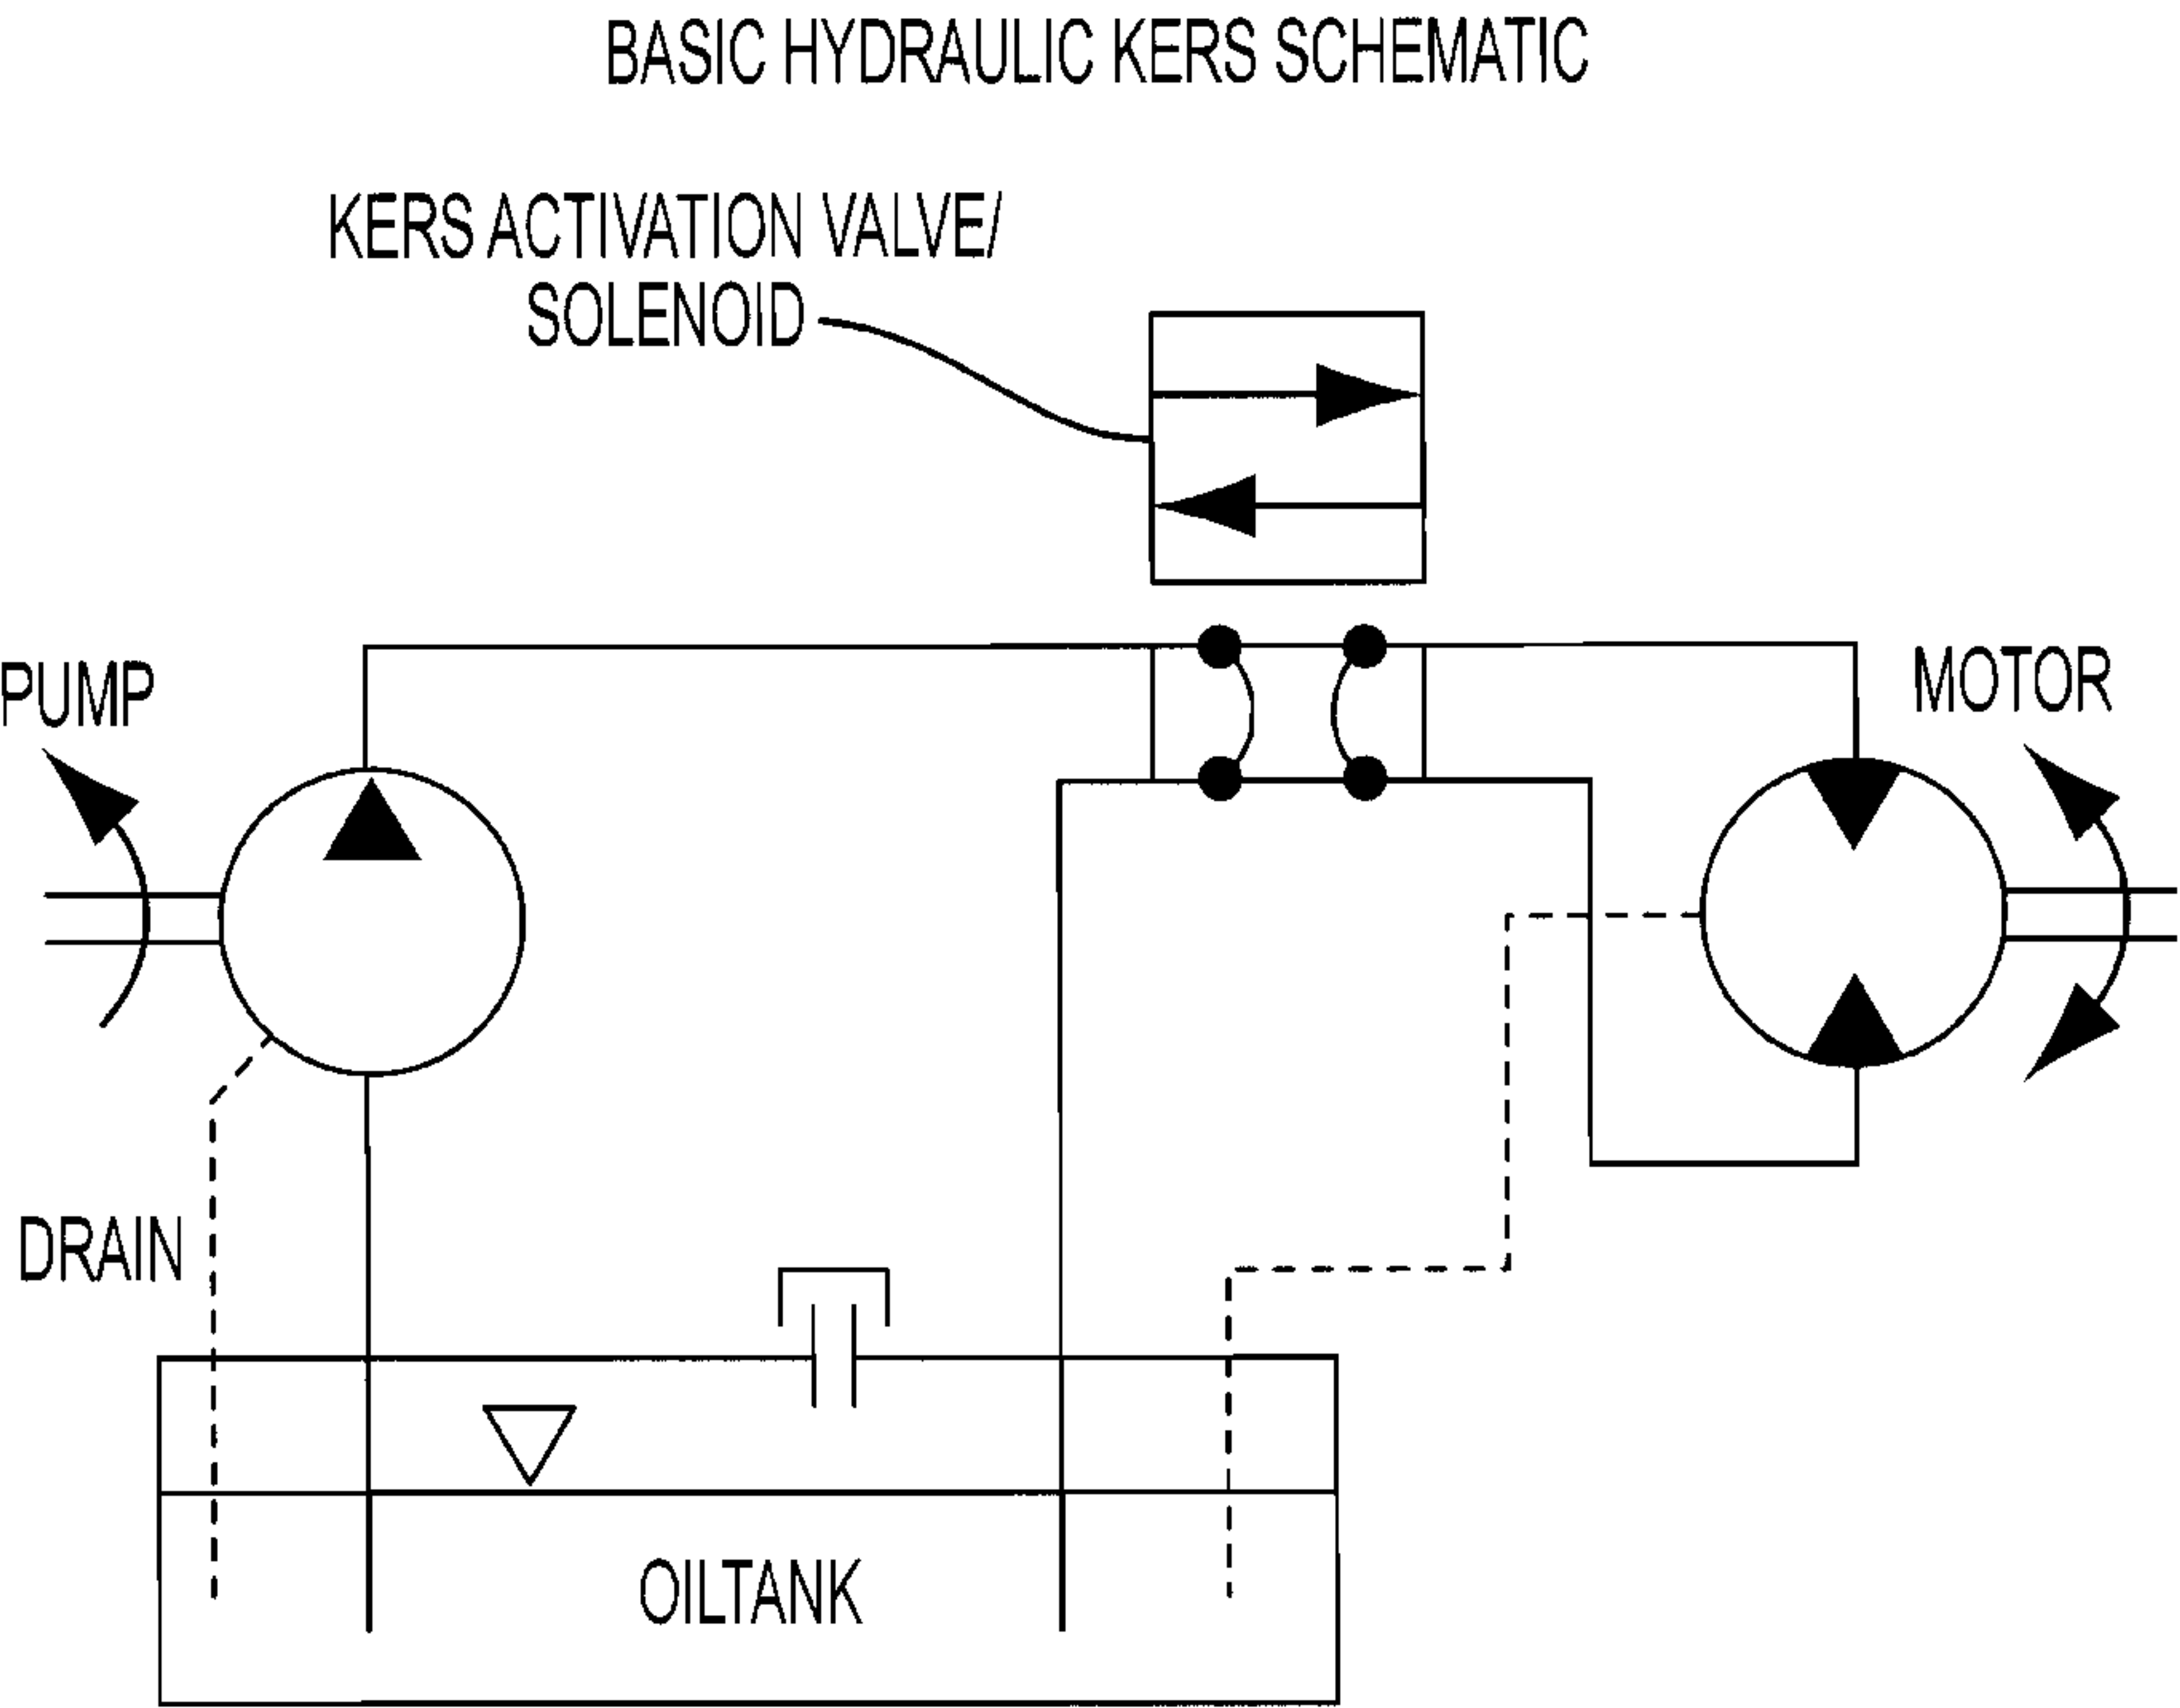 BASIC HYDRAULIC KERS SCHEMATIC
KERS ACTIVATION VALVE/
SOLENOID
PUMP
MOTOR
DRAIN
OILTANK